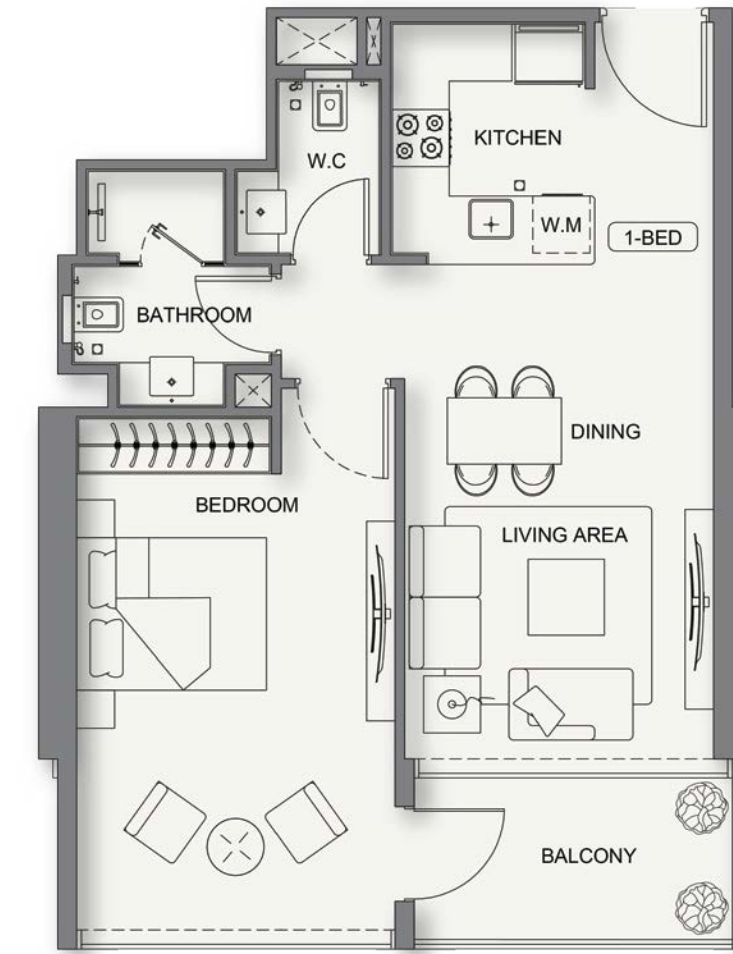 KITCHEN
W.C
W.M
1-BED
BATHROOM
DINING
BEDROOM
LIVING AREA
BALCONY